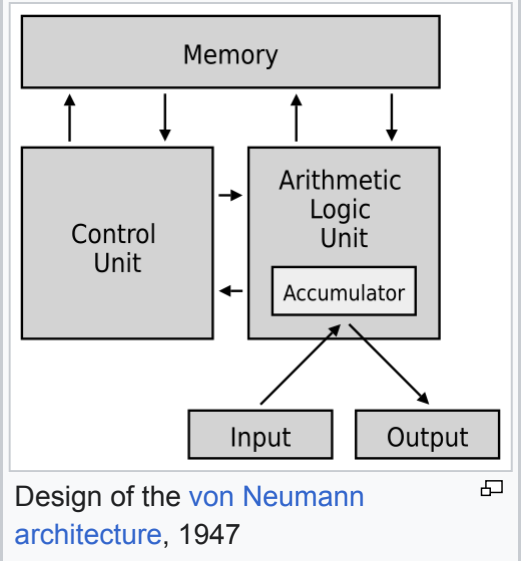 Memory
Control
Unit
Arithmetic
Logic
Unit
Accumulator
Input
Output
Design of the von Neumann
architecture, 1947